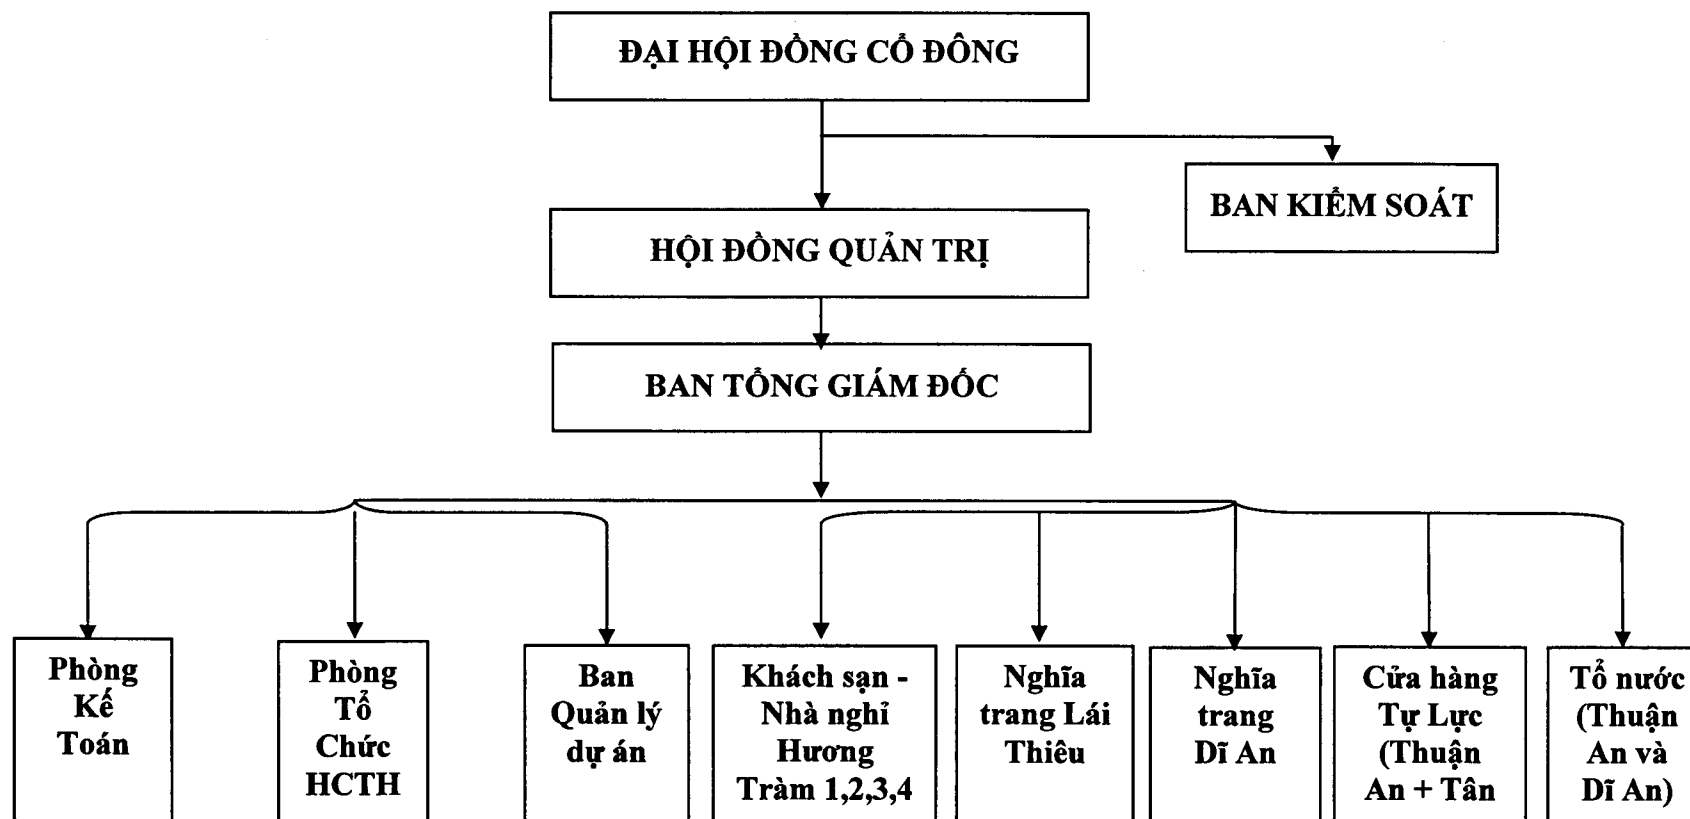 ĐẠI HỘI ĐỒNG CỔ ĐÔNG
BAN KIỂM SOÁT
HỘI ĐỒNG QUẢN TRỊ
BAN TỔNG GIÁM ĐỐC
Phòng
Kế
Toán
Phòng
Tổ
Chức
HCTH
Ban
Quản lý
dự án
Khách sạn -
Nhà nghỉ
Hương
Tràm 1,2,3,4
Nghĩa
trang Lái
Thiêu
Nghĩa
trang
Dĩ An
Cửa hàng
Tự Lực
(Thuận
An + Tân
Tổ nước
(Thuận
An và
Dĩ An)